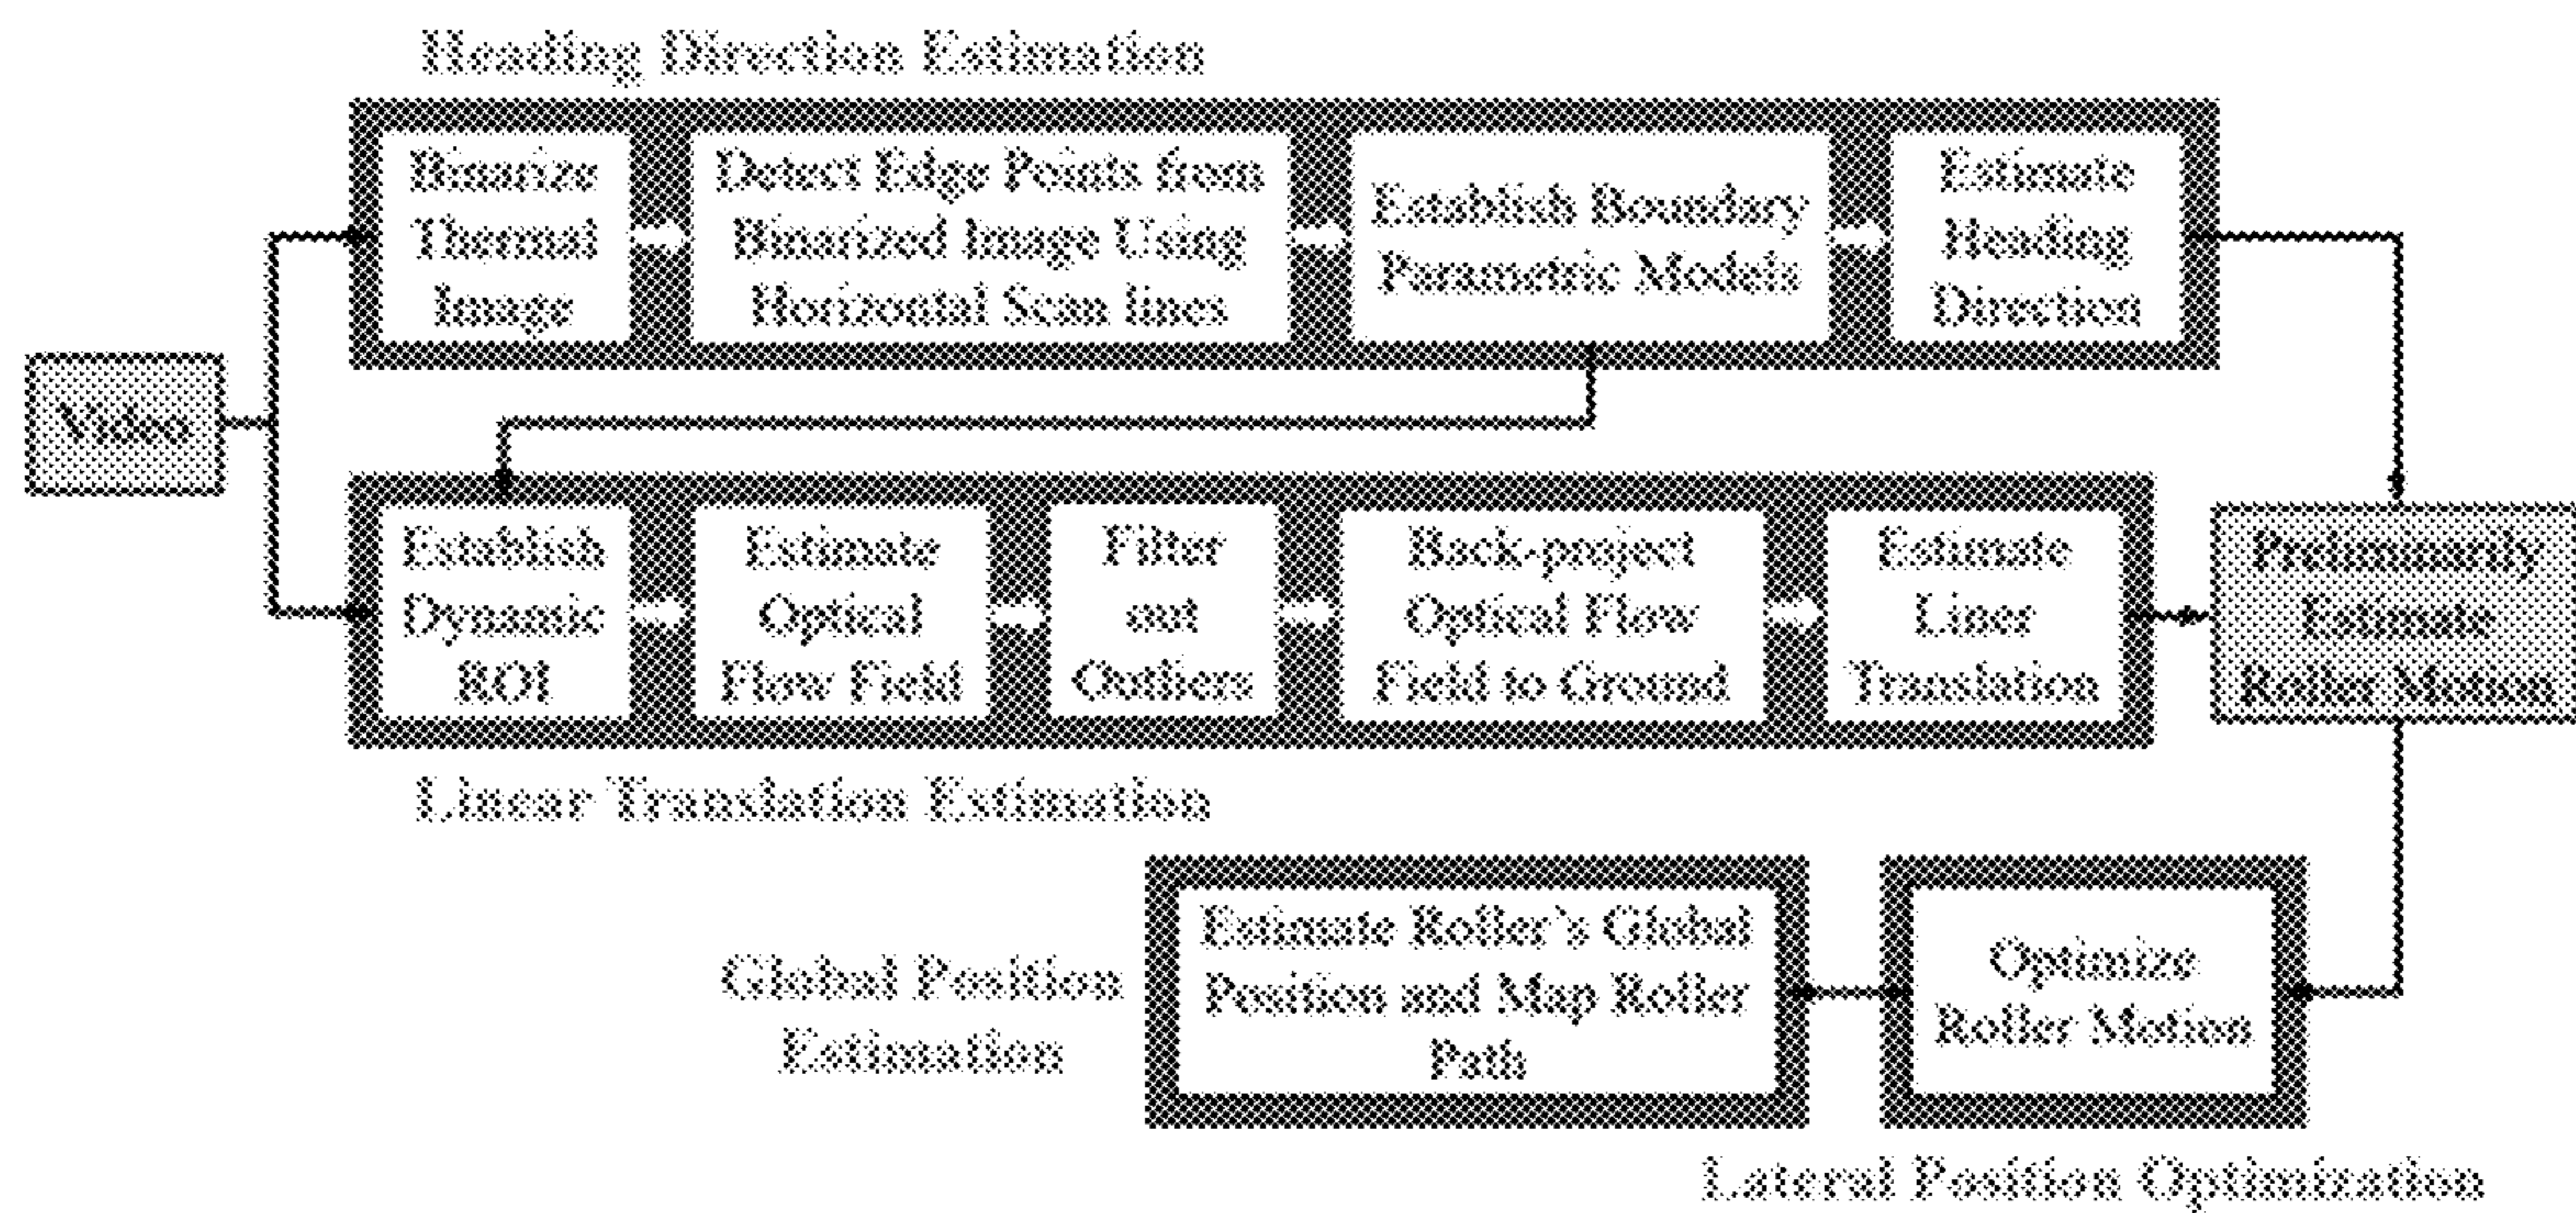 Heading Direction Estimation
Binarize
Thermal
Image
Detect Edge Points from
Binarized Image Using
Horizontal Scan lines
Establish Boundary
Parametric Models
Estimate
Heading
Direction
Video
Establish
Dynamic
ROI
Estimate
Optical
Flow Field
Filter
out
Outliers
Back-project
Optical Flow
Field to Ground
Estimate
Liner
Translation
Preliminarily
Estimate
Roller Motion
Linear Translation Estimation
Global Position
Estimation
Estimate Roller's Global
Position and Map Roller
Path
Optimize
Roller Motion
Lateral Position Optimization